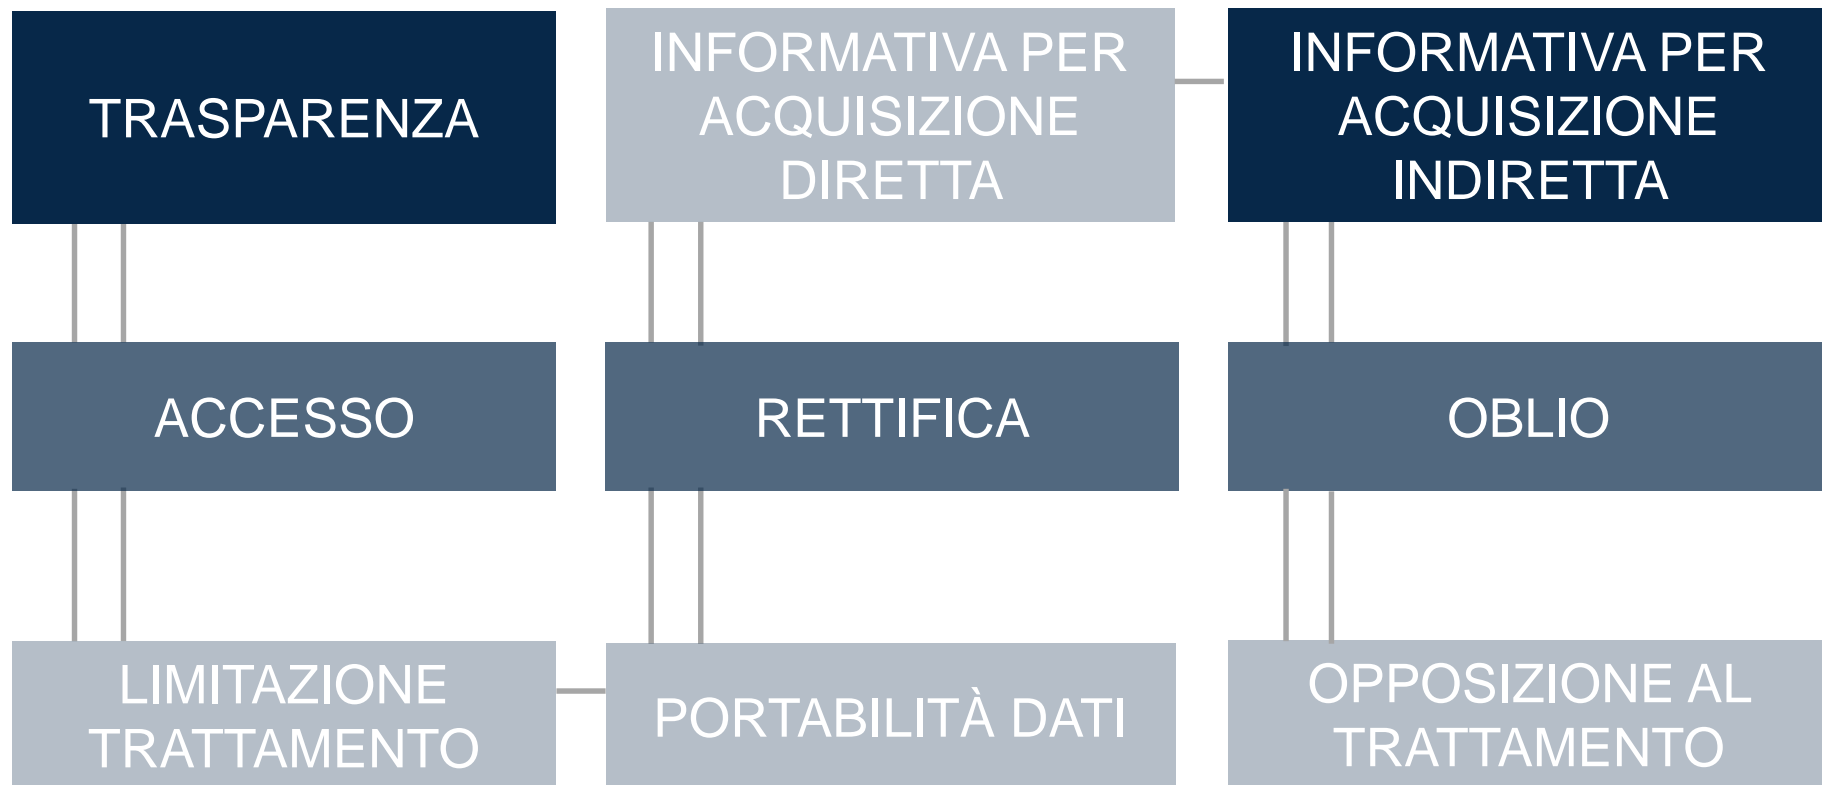 TRASPARENZA
INFORMATIVA PER
ACQUISIZIONE
DIRETTA
INFORMATIVA PER
ACQUISIZIONE
INDIRETTA
ACCESSO
RETTIFICA
OBLIO
LIMITAZIONE
TRATTAMENTO
PORTABILITÀ DATI
OPPOSIZIONE AL
TRATTAMENTO